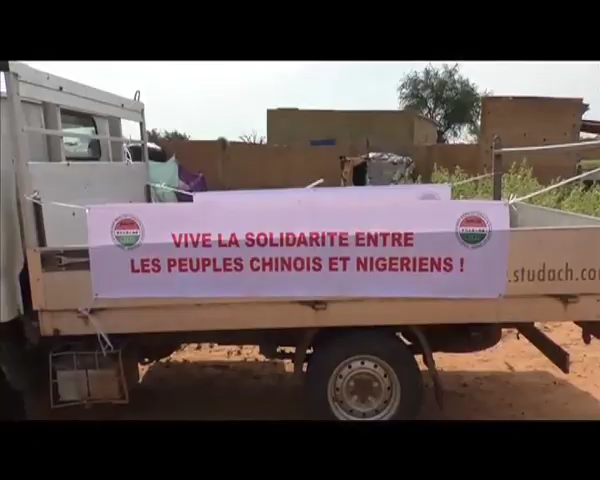 VIVE LA SOLIDARITE ENTRE
LES PEUPLES CHINOIS ET NIGERIENS !
.studach.co